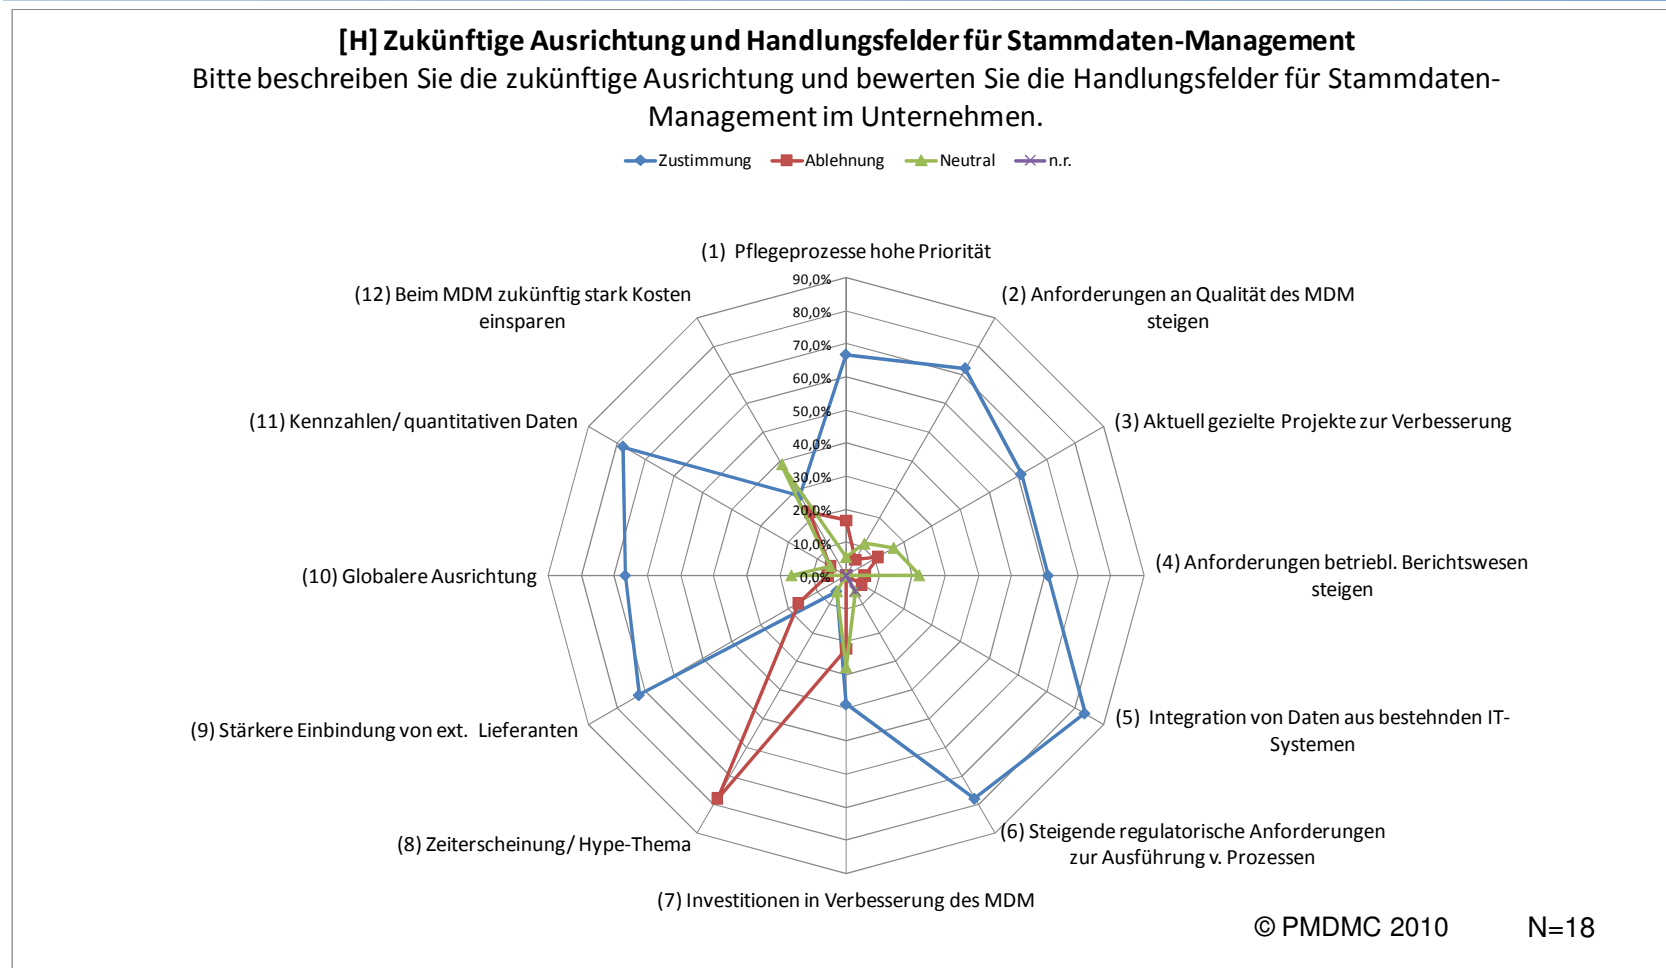 [H] Zukünftige Ausrichtung und Handlungsfelder für Stammdaten-Management
Bitte beschreiben Sie die zukünftige Ausrichtung und bewerten Sie die Handlungsfelder für Stammdaten-
Management im Unternehmen.
Zustimmung Ablehnung Neutral n.r.
(1) Pflegeprozesse hohe Priorität
(2) Anforderungen an Qualität des MDM
steigen
(3) Aktuell gezielte Projekte zur Verbesserung
(4) Anforderungen betriebl. Berichtswesen
steigen
(5) Integration von Daten aus bestehnden IT-
Systemen
(6) Steigende regulatorische Anforderungen
zur Ausführung v. Prozessen
(7) Investitionen in Verbesserung des MDM
(8) Zeiterscheinung/ Hype-Thema
(9) Stärkere Einbindung von ext. Lieferanten
(10) Globalere Ausrichtung
(11) Kennzahlen/ quantitativen Daten
(12) Beim MDM zukünftig stark Kosten
einsparen
90,0%
80,0%
70,0%
60,0%
50,0%
40,0%
30,0%
20,0%
10,0%
0,0%
© PMDMC 2010 N=18